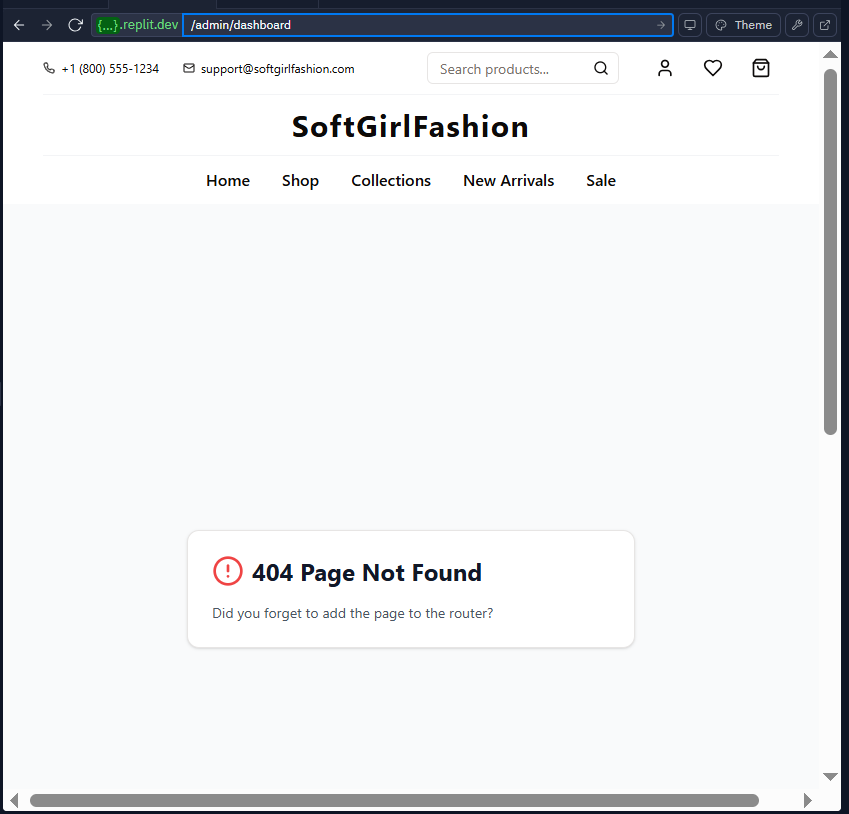 {...}.replit.dev /admin/dashboard Theme
+1 (800) 555-1234 support@softgirlfashion.com Search products...
SoftGirlFashion
Home Shop Collections New Arrivals Sale
404 Page Not Found
Did you forget to add the page to the router?